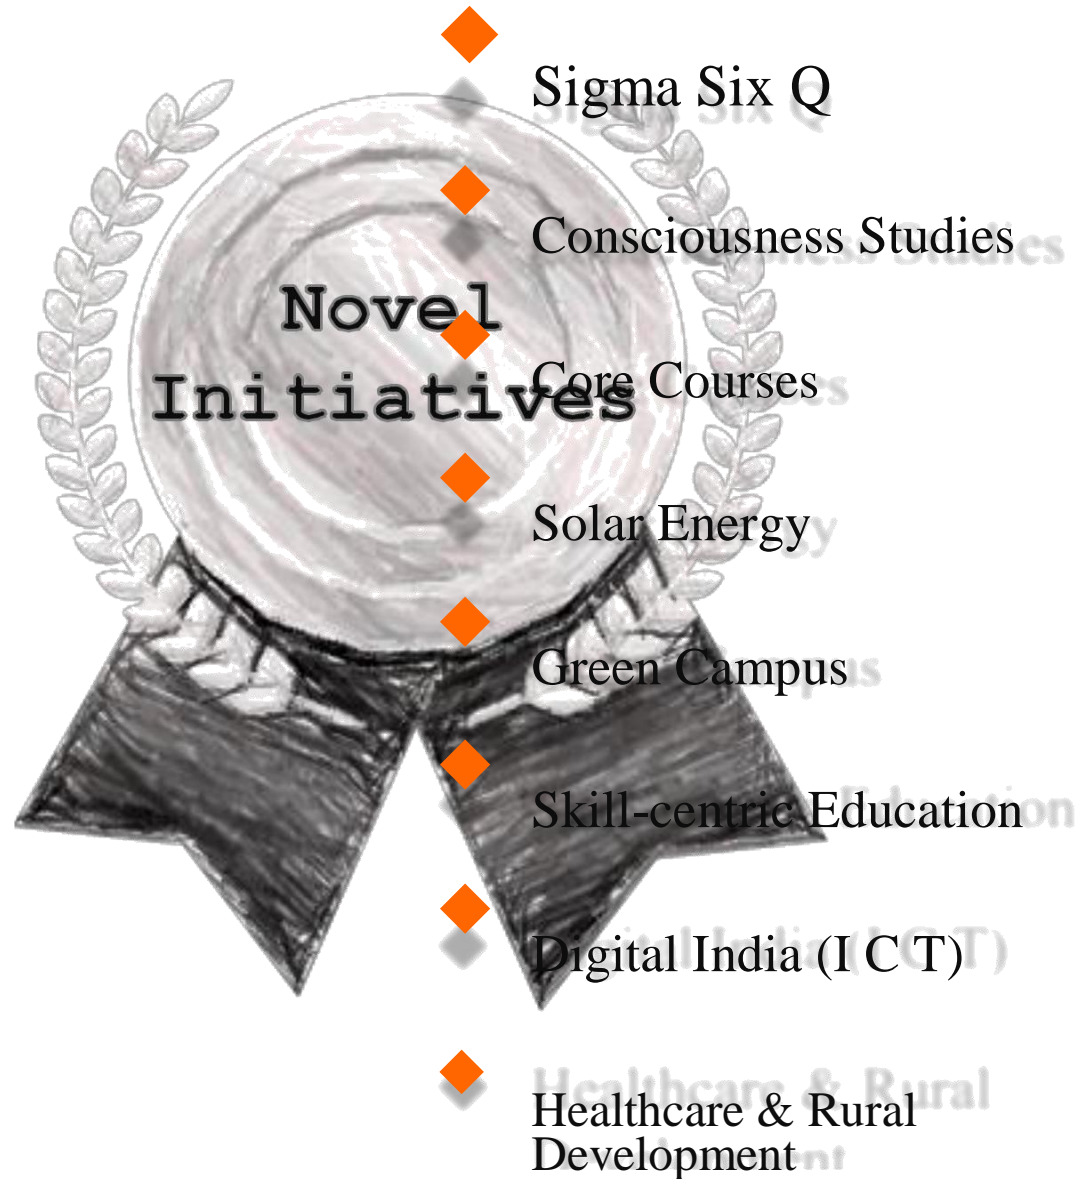 Novel
Initiatives
Sigma Six Q
Consciousness Studies
Core Courses
Solar Energy
Green Campus
Skill-centric Education
Digital India (I C T)
Healthcare & Rural
Development